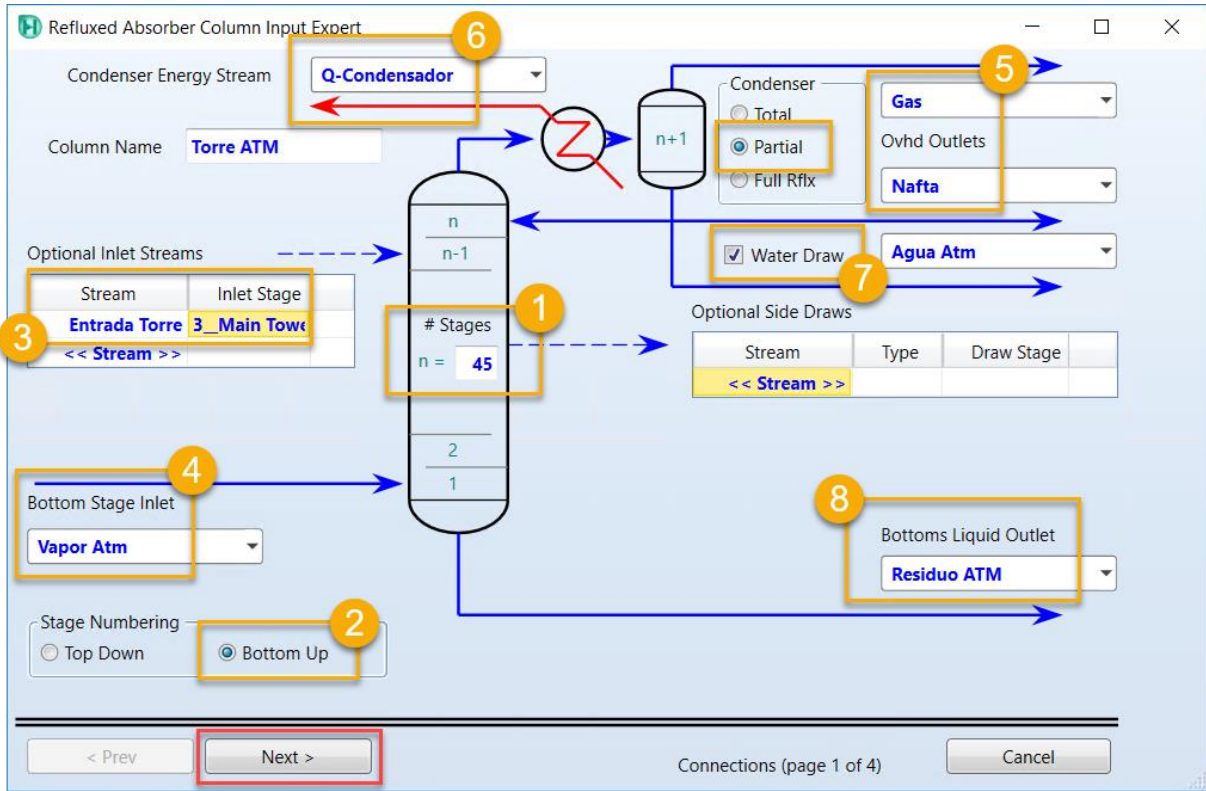 Refluxed Absorber Column Input Expert
6
Condenser Energy Stream
Q-Condensador
Column Name
Torre ATM
n+1
Condenser
Total
Partial
Full Rflx
5
Gas
Ovhd Outlets
Nafta
Water Draw
7
Agua Atm
Optional Inlet Streams
Stream Inlet Stage
Entrada Torre 3__Main Towe
<< Stream >>
3
n
n-1
# Stages
n = 45
1
2
1
Optional Side Draws
Stream Type Draw Stage
<< Stream >>
4
Bottom Stage Inlet
Vapor Atm
8
Bottoms Liquid Outlet
Residuo ATM
Stage Numbering
Top Down
Bottom Up
2
< Prev
Next >
Connections (page 1 of 4)
Cancel